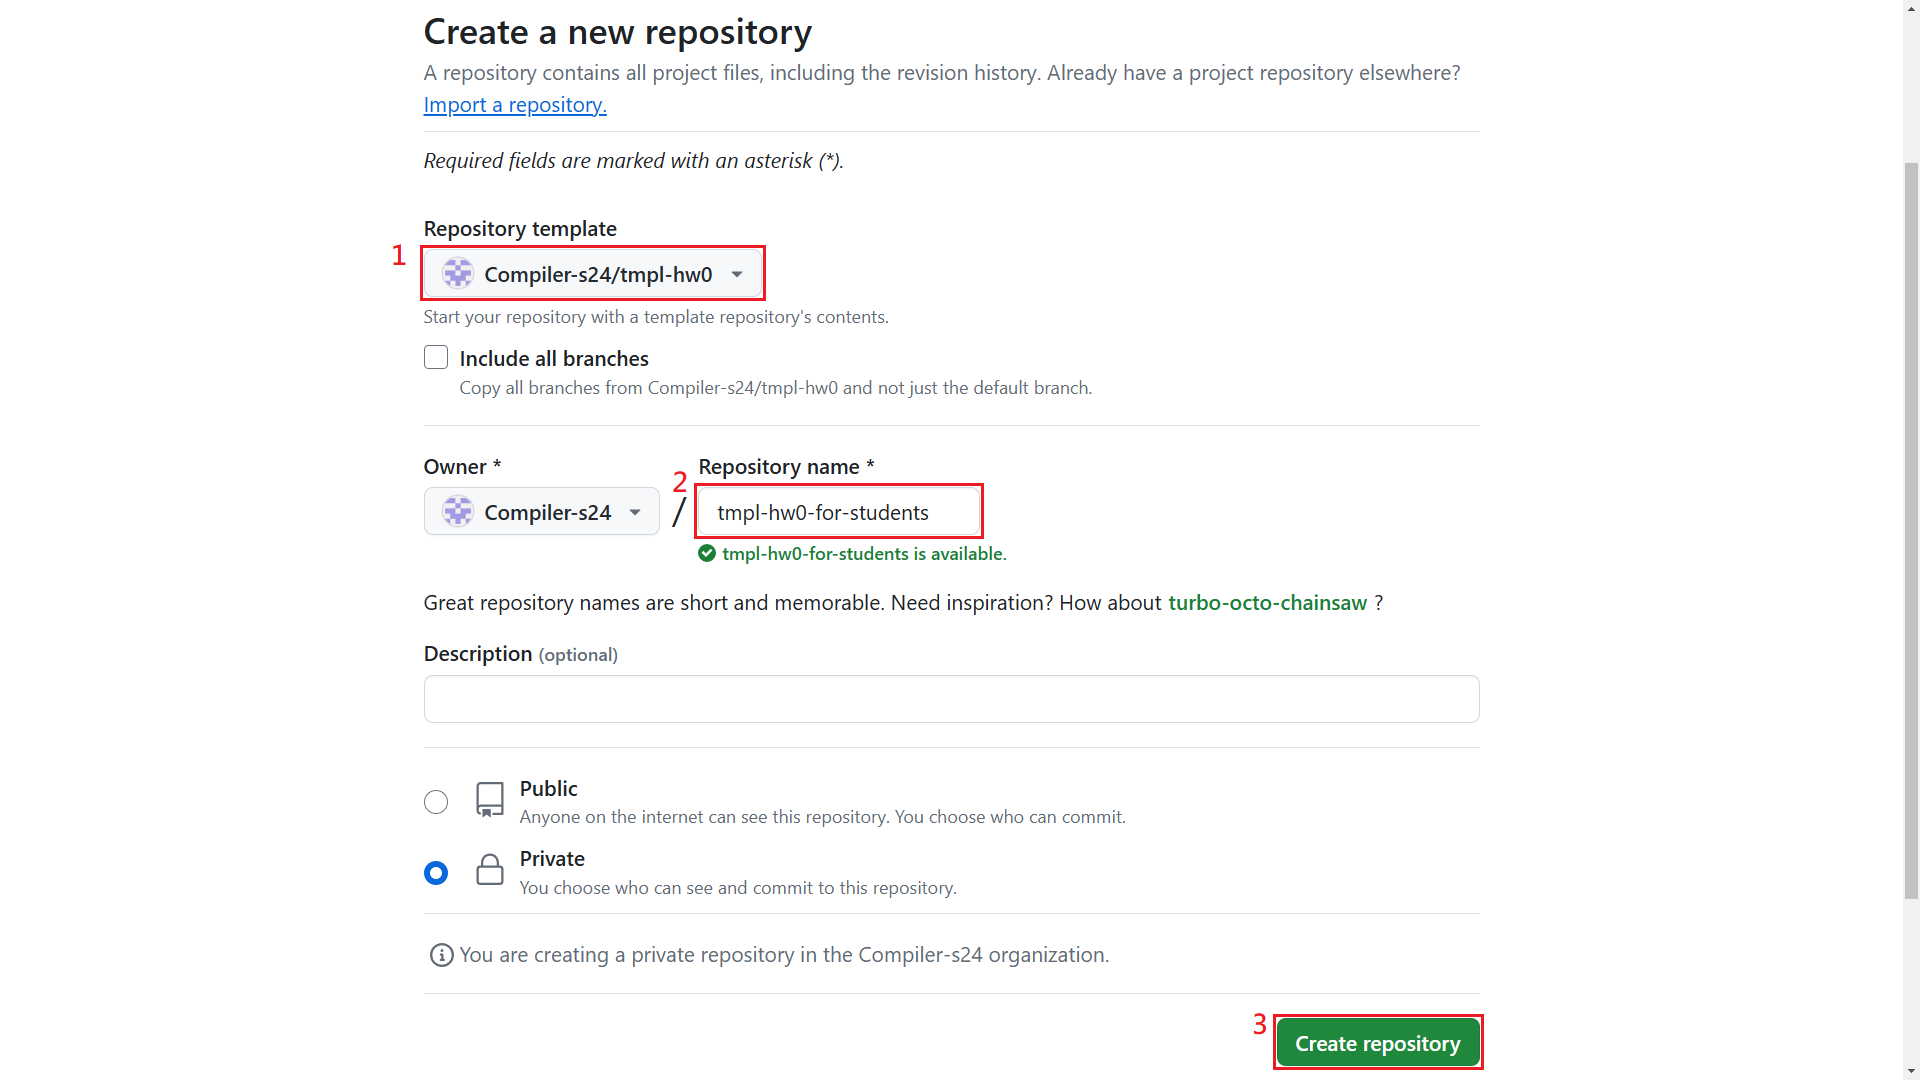 Create a new repository
A repository contains all project files, including the revision history. Already have a project repository elsewhere?
Import a repository.
Required fields are marked with an asterisk (*).
Repository template
1
Compiler-s24/tmpl-hw0
Start your repository with a template repository's contents.
Include all branches
Copy all branches from Compiler-s24/tmpl-hw0 and not just the default branch.
Owner *
2
Repository name *
Compiler-s24
/
tmpl-hw0-for-students
tmpl-hw0-for-students is available.
Great repository names are short and memorable. Need inspiration? How about turbo-octo-chainsaw ?
Description (optional)
Public
Anyone on the internet can see this repository. You choose who can commit.
Private
You choose who can see and commit to this repository.
You are creating a private repository in the Compiler-s24 organization.
3
Create repository